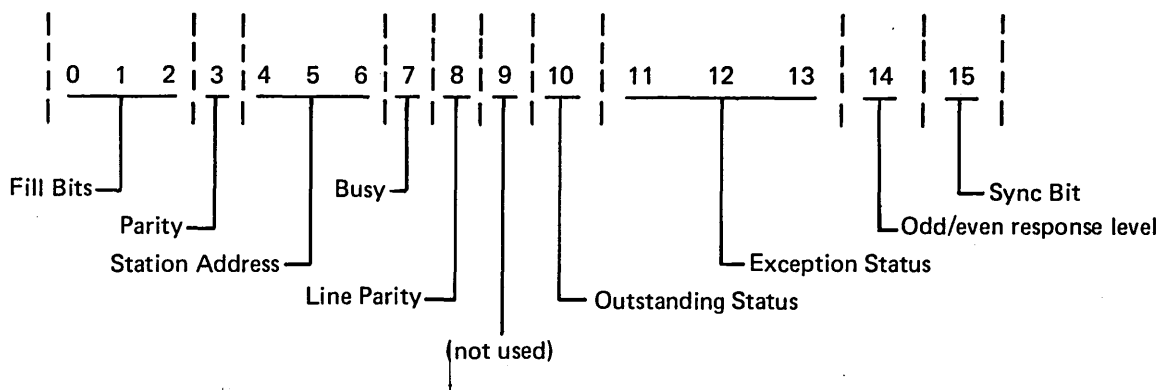 0 1 2 3 4 5 6 7 8 9 10 11 12 13 14 15
Fill Bits
Busy
Sync Bit
Parity
Odd/even response level
Station Address
Exception Status
Line Parity
Outstanding Status
(not used)